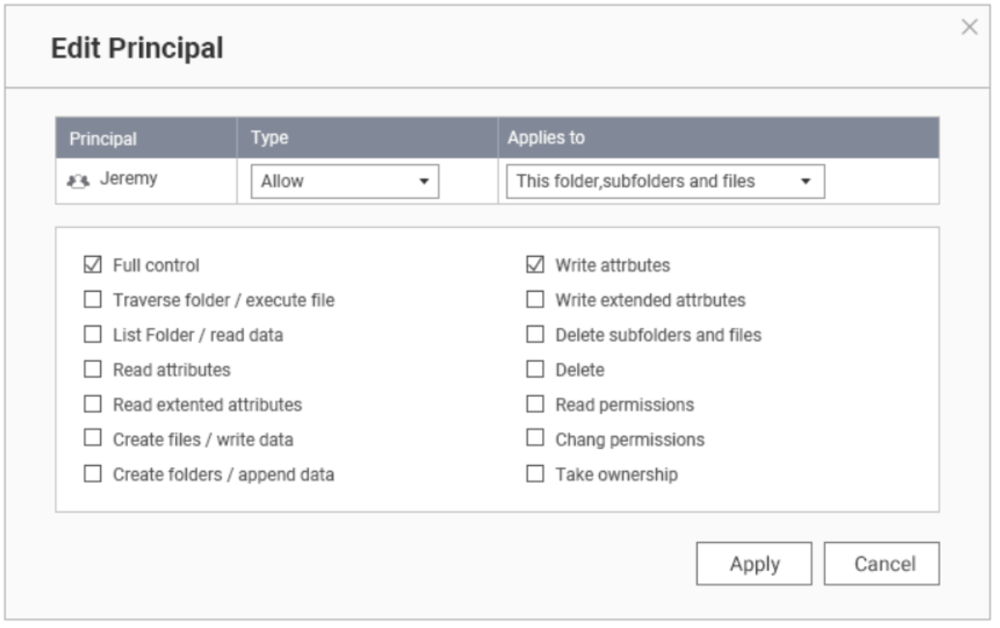 Edit Principal
Principal Type Applies to
Jeremy Allow This folder,subfolders and files
Full control Write attrbutes
Traverse folder / execute file Write extended attrbutes
List Folder / read data Delete subfolders and files
Read attributes Delete
Read extented attributes Read permissions
Create files / write data Chang permissions
Create folders / append data Take ownership
Apply Cancel